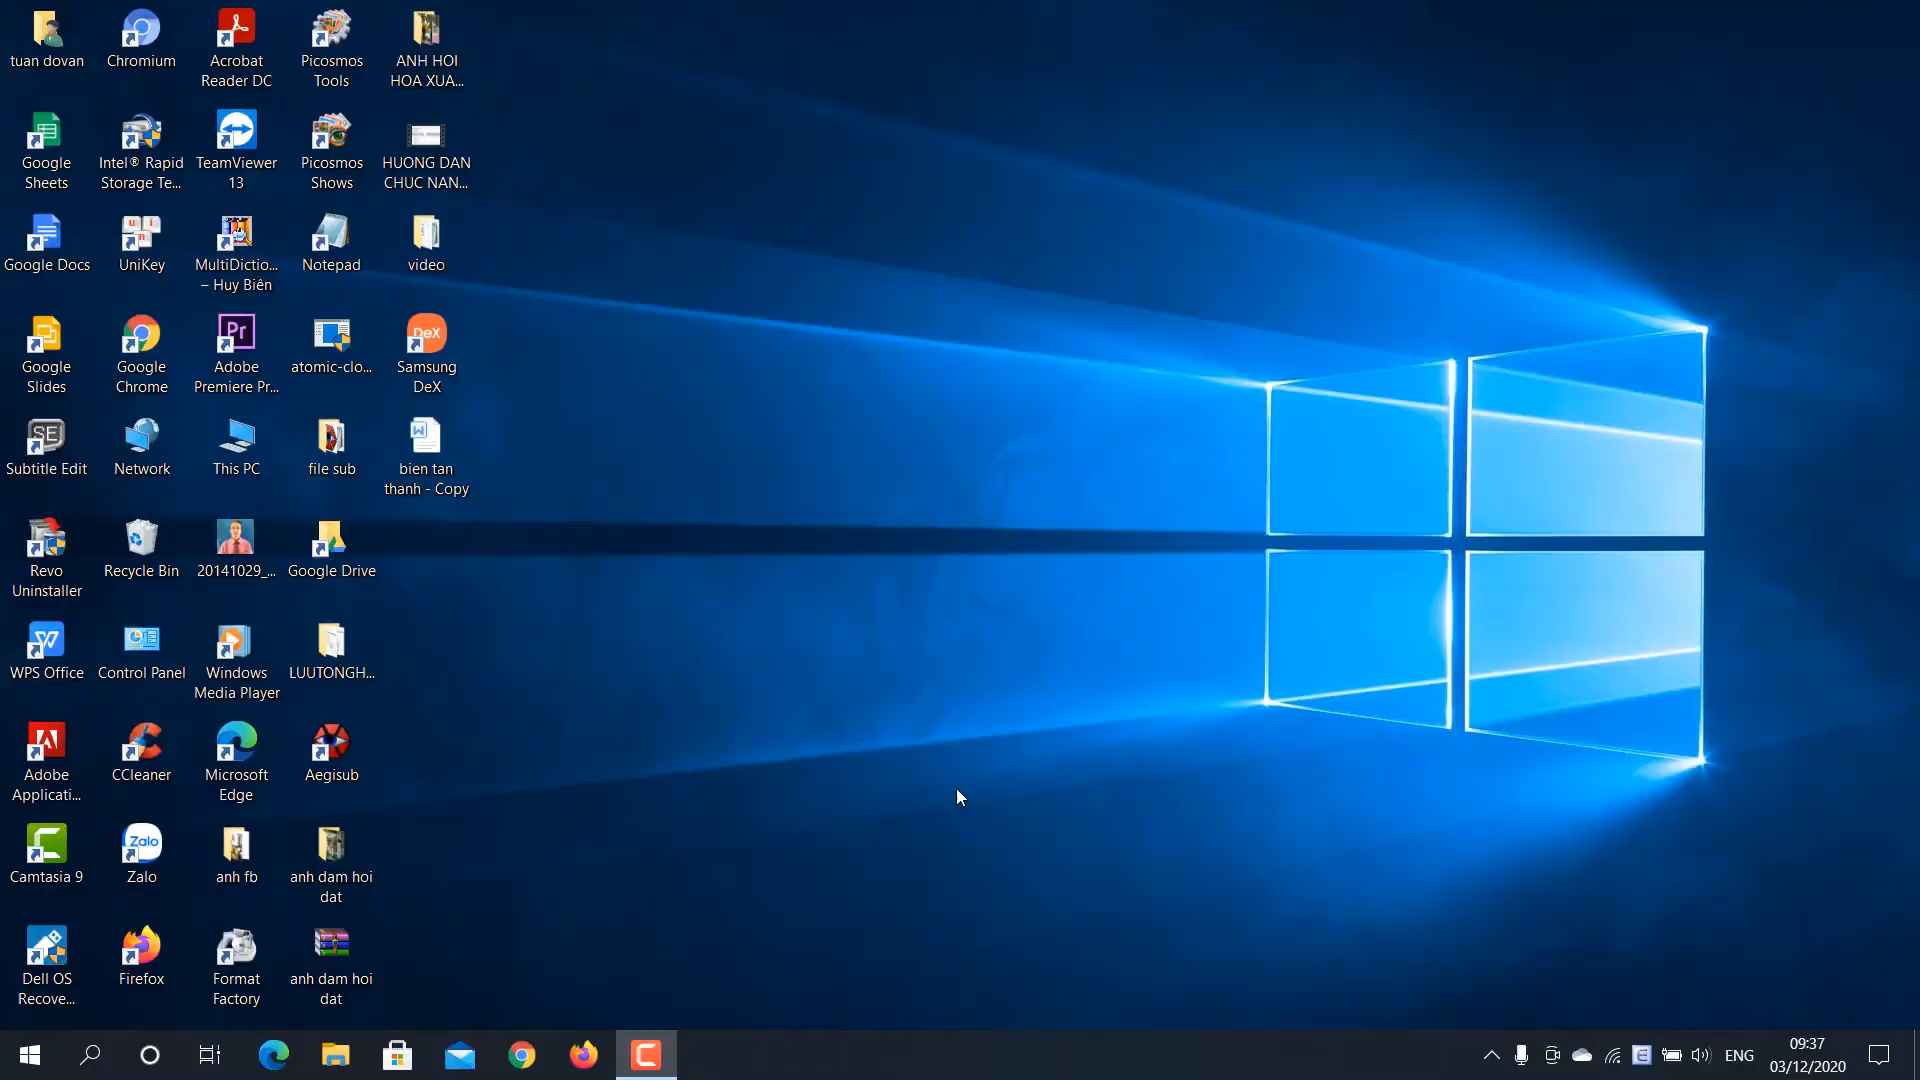 tuan dovan
Chromium
Acrobat
Reader DC
Picosmos
Tools
ANH HOI
HOA XUA...
Google
Sheets
Intel® Rapid
Storage Te...
TeamViewer
13
Picosmos
Shows
HUONG DAN
CHUC NAN...
Google Docs
UniKey
MultiDictio...
– Huy Biên
Notepad
video
Google
Slides
Google
Chrome
Pr
Adobe
Premiere Pr...
atomic-clo...
DeX
Samsung
DeX
SE
Subtitle Edit
Network
This PC
file sub
bien tan
thanh - Copy
Revo
Uninstaller
Recycle Bin
20141029_...
Google Drive
WPS Office
Control Panel
Windows
Media Player
LUUTONGH...
Adobe
Applicati...
CCleaner
Microsoft
Edge
Aegisub
Camtasia 9
Zalo
Zalo
anh fb
anh dam hoi
dat
Dell OS
Recove...
Firefox
Format
Factory
anh dam hoi
dat
ENG
09:37
03/12/2020